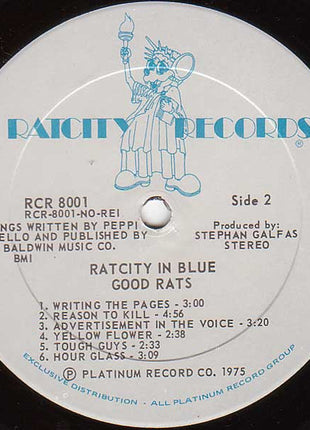 RATCITY RECORDS
®
RCR 8001
RCR-8001-NO-RE1
Side 2
NGS WRITTEN BY PEPPI
ELLO AND PUBLISHED BY
BALDWIN MUSIC CO.
BMI
Produced by:
STEPHAN GALFAS
STEREO
RATCITY IN BLUE
GOOD RATS
1. WRITING THE PAGES - 3:00
2. REASON TO KILL - 4:56
3. ADVERTISEMENT IN THE VOICE - 3:20
4. YELLOW FLOWER - 2:38
5. TOUGH GUYS - 2:33
6. HOUR GLASS - 3:09
Ⓟ PLATINUM RECORD CO. 1975
EXCLUSIVE DISTRIBUTION - ALL PLATINUM RECORD GROUP